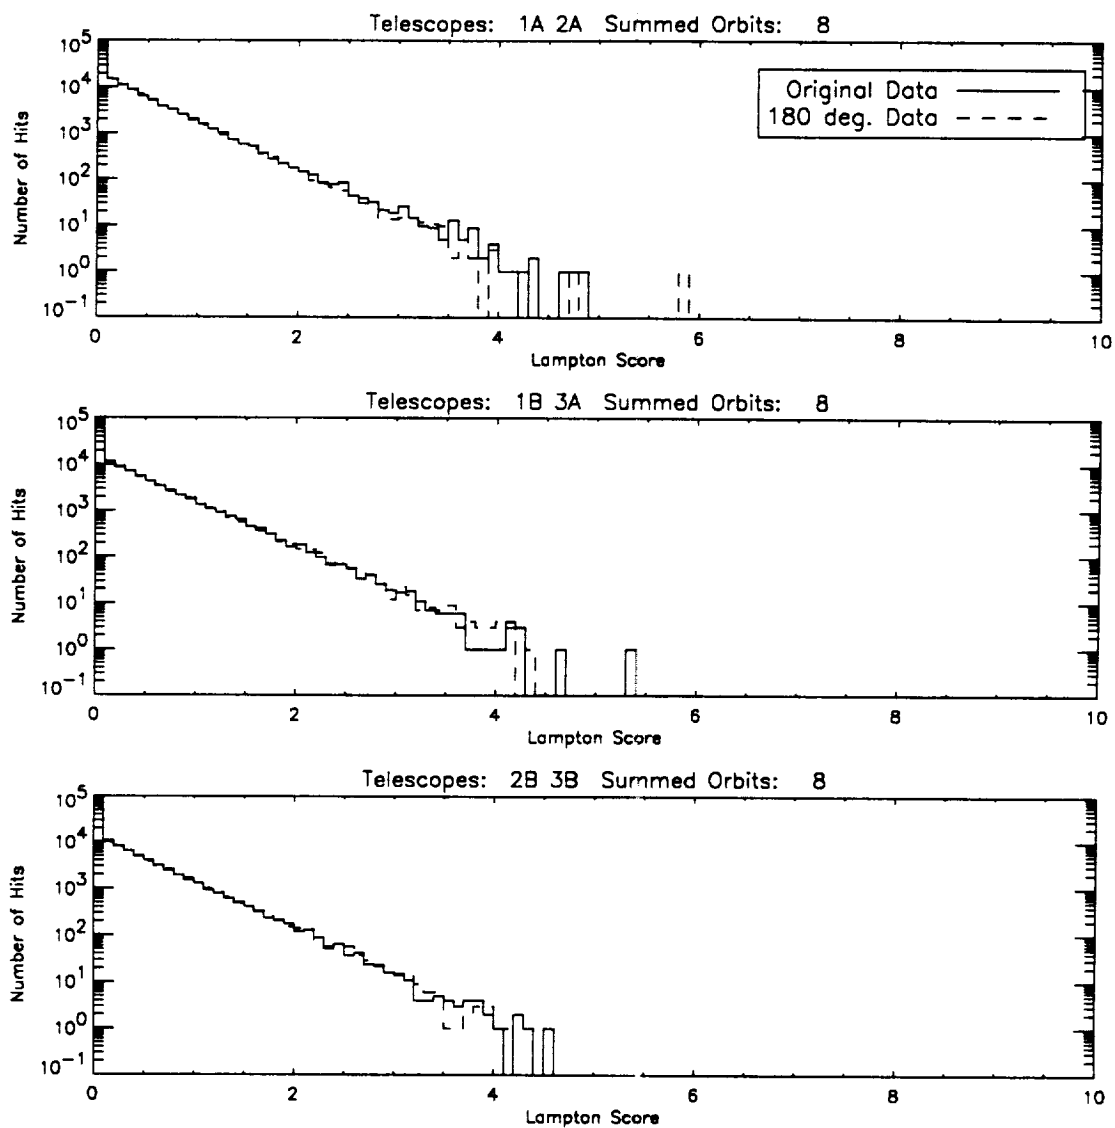 Telescopes: 1A 2A Summed Orbits: 8
10^5
10^4
10^3
10^2
10^1
10^0
10^-1
Number of Hits
Original Data
180 deg. Data
0 2 4 6 8 10
Lampton Score
Telescopes: 1B 3A Summed Orbits: 8
10^5
10^4
10^3
10^2
10^1
10^0
10^-1
Number of Hits
0 2 4 6 8 10
Lampton Score
Telescopes: 2B 3B Summed Orbits: 8
10^5
10^4
10^3
10^2
10^1
10^0
10^-1
Number of Hits
0 2 4 6 8 10
Lampton Score